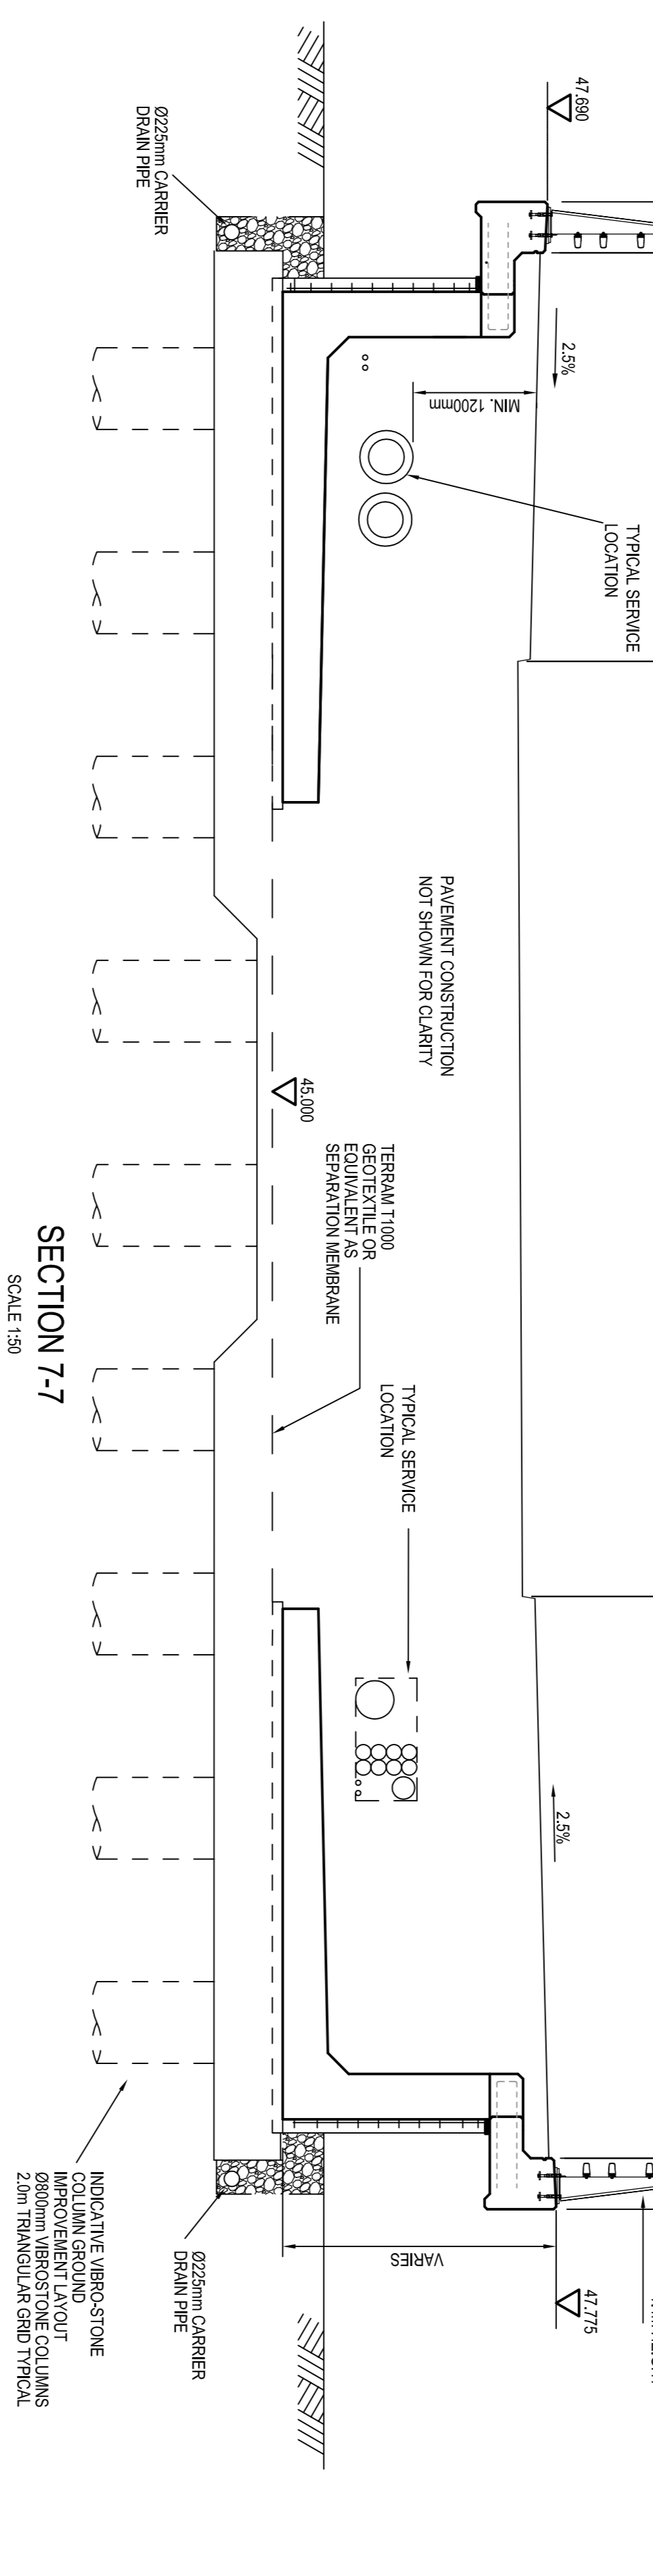 47.690
2.5%
MIN. 1200mm
TYPICAL SERVICE
LOCATION
Ø225mm CARRIER
DRAIN PIPE
PAVEMENT CONSTRUCTION
NOT SHOWN FOR CLARITY
45.000
TERRAM T1000
GEOTEXTILE OR
EQUIVALENT AS
SEPARATION MEMBRANE
TYPICAL SERVICE
LOCATION
2.5%
VARIES
47.775
Ø225mm CARRIER
DRAIN PIPE
INDICATIVE VIBRO-STONE
COLUMN GROUND
IMPROVEMENT LAYOUT
Ø800mm VIBROSTONE COLUMNS
2.0m TRIANGULAR GRID TYPICAL
SECTION 7-7
SCALE 1:50